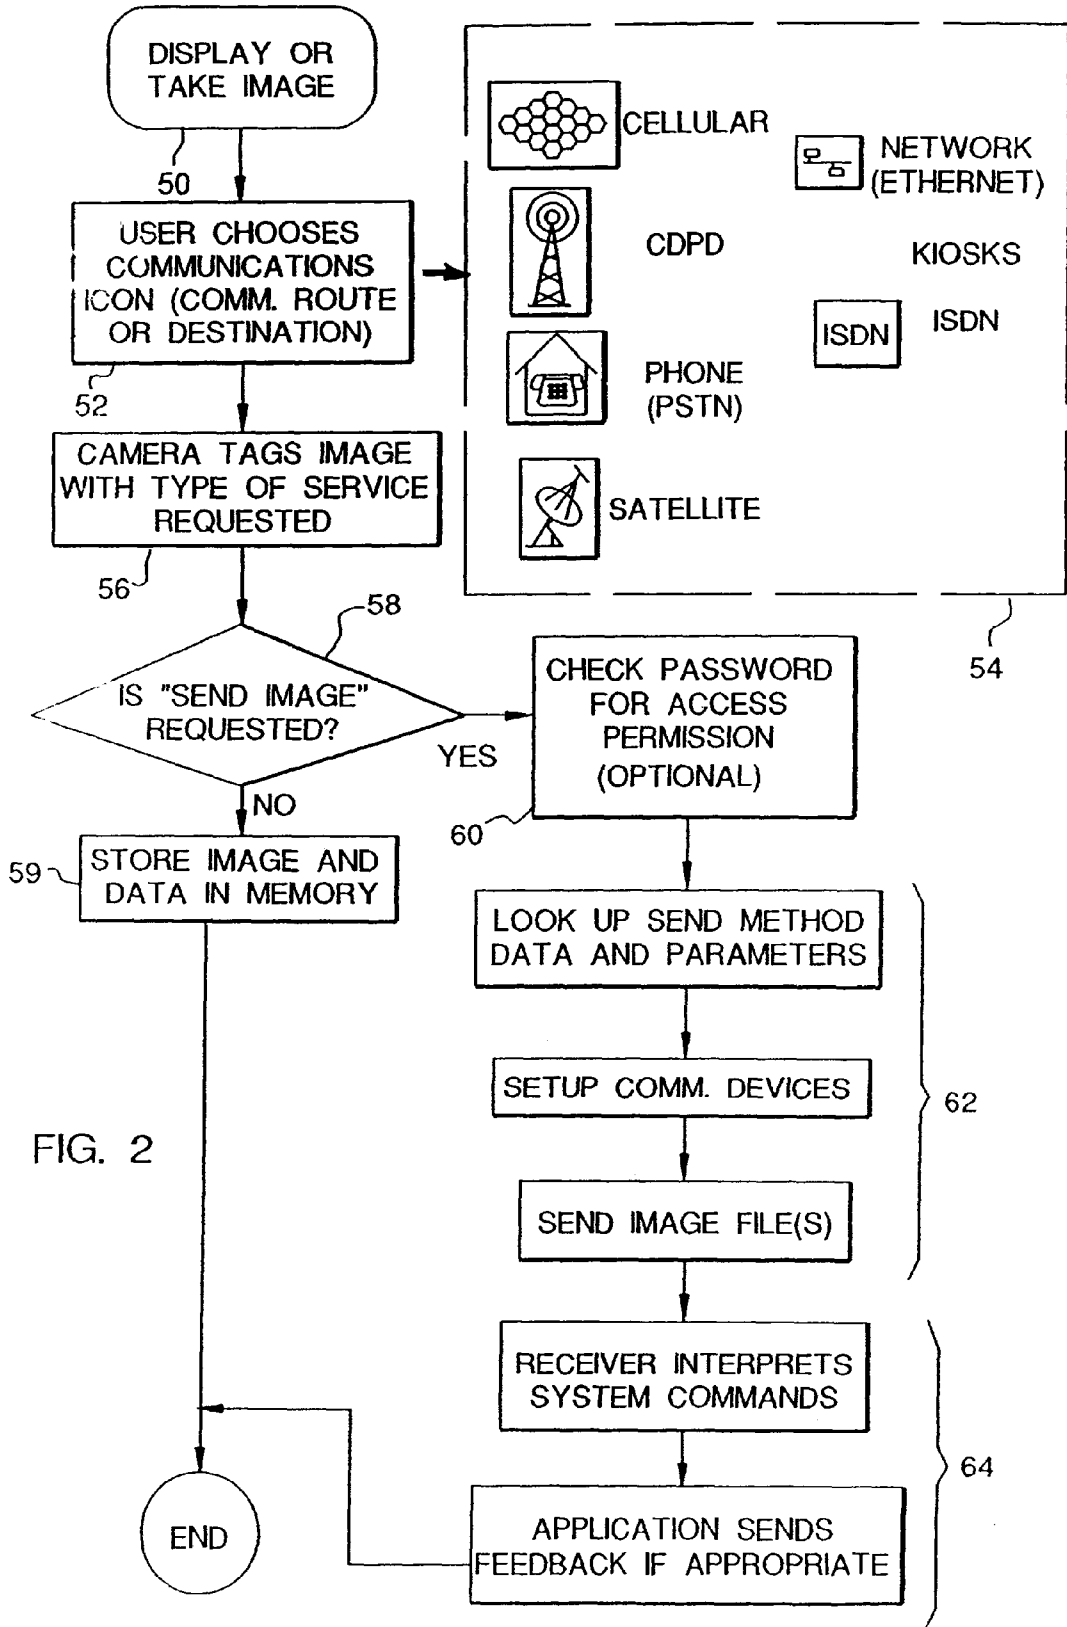 DISPLAY OR
TAKE IMAGE
50
USER CHOOSES
COMMUNICATIONS
ICON (COMM. ROUTE
OR DESTINATION)
52
CELLULAR
CDPD
PHONE
(PSTN)
SATELLITE
NETWORK
(ETHERNET)
KIOSKS
ISDN
ISDN
54
CAMERA TAGS IMAGE
WITH TYPE OF SERVICE
REQUESTED
56
58
IS "SEND IMAGE"
REQUESTED?
YES
NO
CHECK PASSWORD
FOR ACCESS
PERMISSION
(OPTIONAL)
60
59
STORE IMAGE AND
DATA IN MEMORY
LOOK UP SEND METHOD
DATA AND PARAMETERS
SETUP COMM. DEVICES
62
SEND IMAGE FILE(S)
FIG. 2
RECEIVER INTERPRETS
SYSTEM COMMANDS
64
APPLICATION SENDS
FEEDBACK IF APPROPRIATE
END